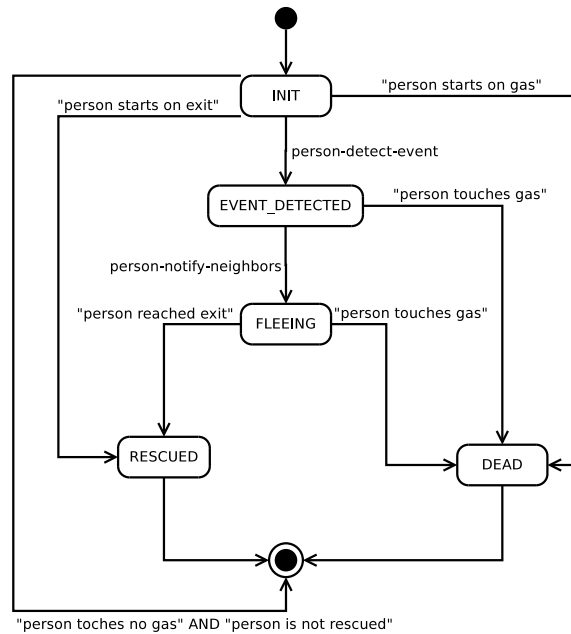 INIT
"person starts on gas"
"person starts on exit"
person-detect-event
EVENT_DETECTED
"person touches gas"
person-notify-neighbors
"person reached exit"
FLEEING
"person touches gas"
RESCUED
DEAD
"person toches no gas" AND "person is not rescued"